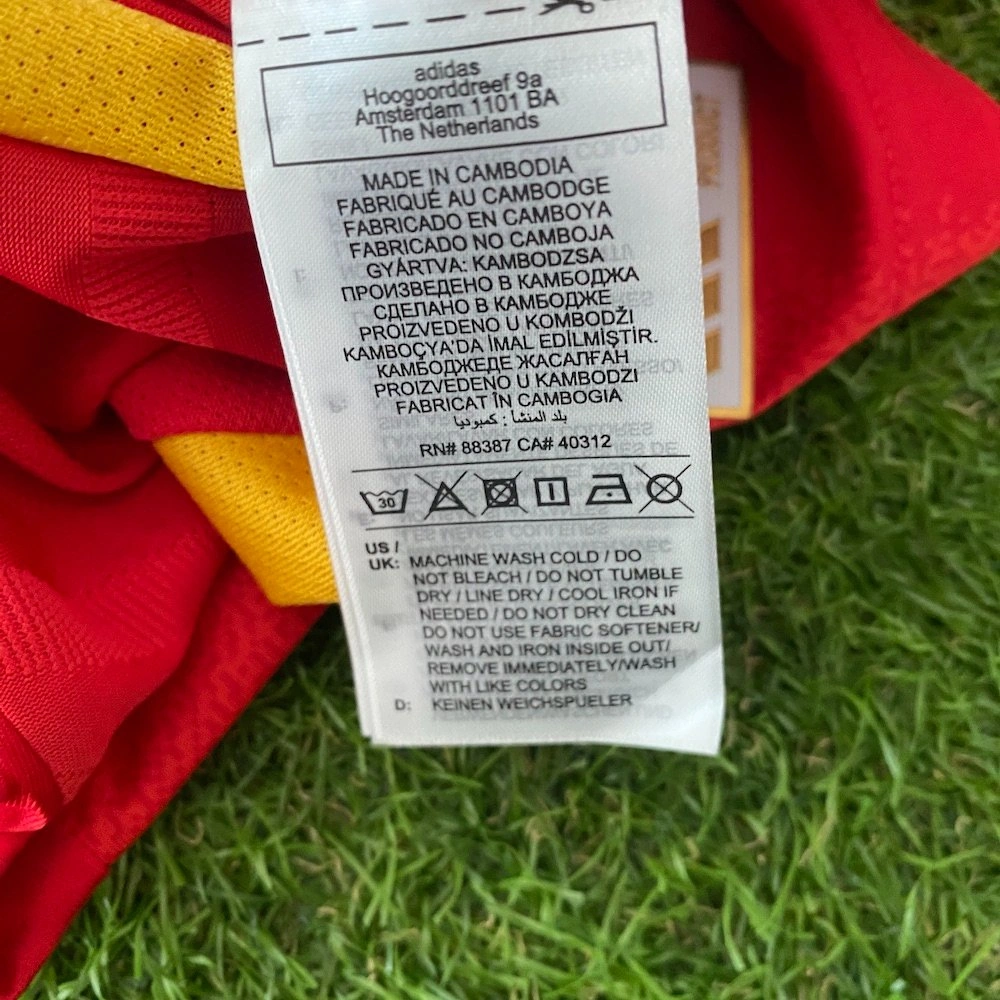 adidas
Hoogoorddreef 9a
Amsterdam 1101 BA
The Netherlands
MADE IN CAMBODIA
FABRIQUÉ AU CAMBODGE
FABRICADO EN CAMBOYA
FABRICADO NO CAMBOJA
GYÁRTVA: KAMBODZSA
ПРОИЗВЕДЕНО В КАМБОДЖА
СДЕЛАНО В КАМБОДЖЕ
PROIZVEDENO U KOMBODŽI
KAMBOÇYA'DA İMAL EDİLMİŞTİR.
КАМБОДЖЕДЕ ЖАСАЛҒАН
PROIZVEDENO U KAMBODZI
FABRICAT ÎN CAMBOGIA
بلد المنشأ : كمبوديا
RN# 88387 CA# 40312
30
US /
UK: MACHINE WASH COLD / DO
NOT BLEACH / DO NOT TUMBLE
DRY / LINE DRY / COOL IRON IF
NEEDED / DO NOT DRY CLEAN
DO NOT USE FABRIC SOFTENER/
WASH AND IRON INSIDE OUT/
REMOVE IMMEDIATELY/WASH
WITH LIKE COLORS
D: KEINEN WEICHSPUELER